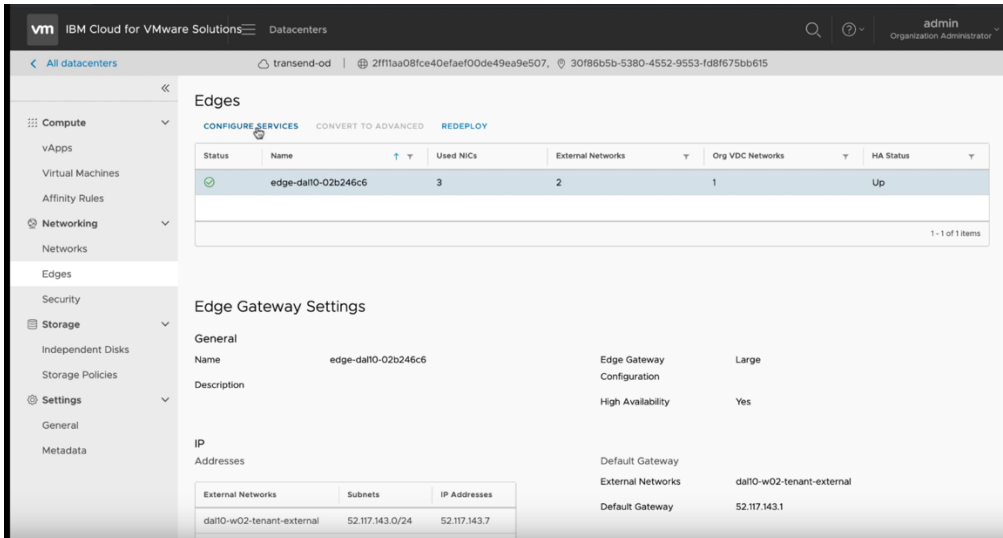 vm IBM Cloud for VMware Solutions Datacenters admin
Organization Administrator
All datacenters transend-od | 2ff11aa08fce40efaef00de49ea9e507, 30f86b5b-5380-4552-9553-fd8f675bb615
Compute
vApps
Virtual Machines
Affinity Rules
Networking
Networks
Edges
Security
Storage
Independent Disks
Storage Policies
Settings
General
Metadata
Edges
CONFIGURE SERVICES CONVERT TO ADVANCED REDEPLOY
Status Name Used NICs External Networks Org VDC Networks HA Status
edge-dal10-02b246c6 3 2 1 Up
1 - 1 of 1 items
Edge Gateway Settings
General
Name edge-dal10-02b246c6
Description
Edge Gateway Large
Configuration
High Availability Yes
IP
Addresses
External Networks Subnets IP Addresses
dal10-w02-tenant-external 52.117.143.0/24 52.117.143.7
Default Gateway
External Networks dal10-w02-tenant-external
Default Gateway 52.117.143.1